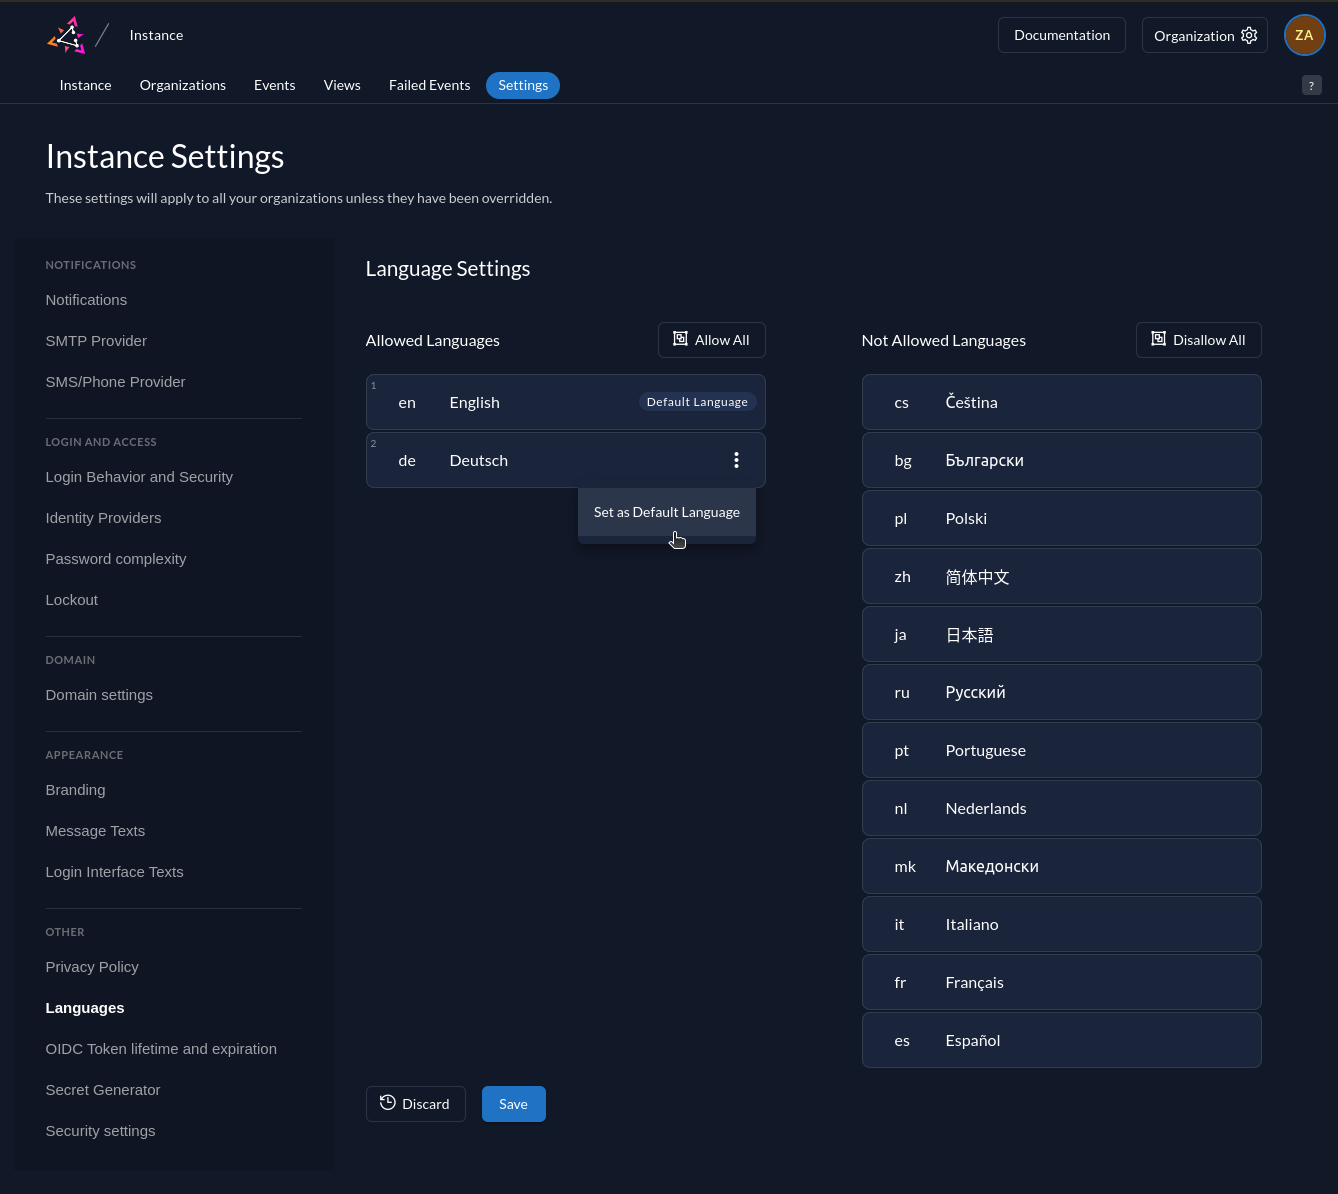 Instance
Documentation
Organization
ZA
Instance
Organizations
Events
Views
Failed Events
Settings
?
Instance Settings
These settings will apply to all your organizations unless they have been overridden.
NOTIFICATIONS
Notifications
SMTP Provider
SMS/Phone Provider
LOGIN AND ACCESS
Login Behavior and Security
Identity Providers
Password complexity
Lockout
DOMAIN
Domain settings
APPEARANCE
Branding
Message Texts
Login Interface Texts
OTHER
Privacy Policy
Languages
OIDC Token lifetime and expiration
Secret Generator
Security settings
Language Settings
Allowed Languages
Allow All
1
en
English
Default Language
2
de
Deutsch
Set as Default Language
Not Allowed Languages
Disallow All
cs
Čeština
bg
Български
pl
Polski
zh
简体中文
ja
日本語
ru
Русский
pt
Portuguese
nl
Nederlands
mk
Македонски
it
Italiano
fr
Français
es
Español
Discard
Save